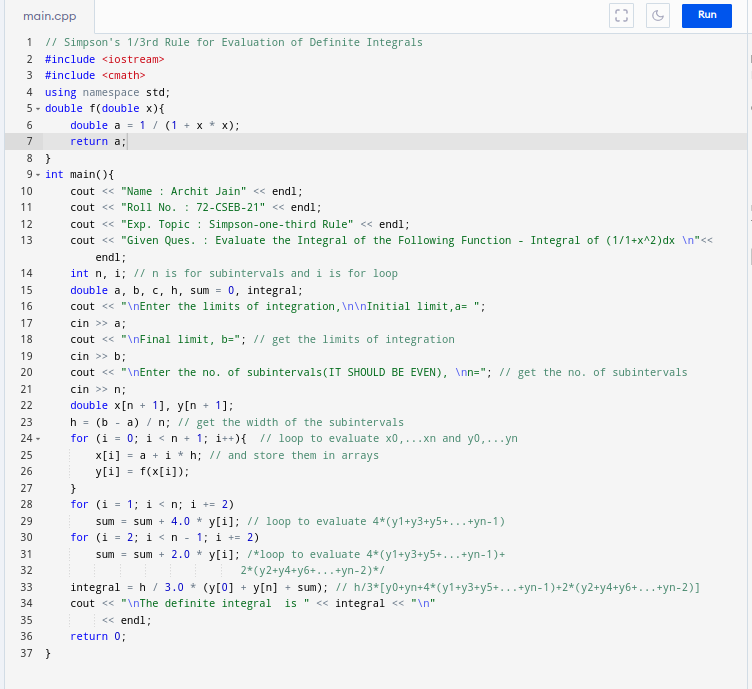 main.cpp
Run
1 // Simpson's 1/3rd Rule for Evaluation of Definite Integrals
2 #include <iostream>
3 #include <cmath>
4 using namespace std;
5 double f(double x){
6     double a = 1 / (1 + x * x);
7     return a;
8 }
9 int main(){
10     cout << "Name : Archit Jain" << endl;
11     cout << "Roll No. : 72-CSEB-21" << endl;
12     cout << "Exp. Topic : Simpson-one-third Rule" << endl;
13     cout << "Given Ques. : Evaluate the Integral of the Following Function - Integral of (1/1+x^2)dx \n"<<
        endl;
14     int n, i; // n is for subintervals and i is for loop
15     double a, b, c, h, sum = 0, integral;
16     cout << "\nEnter the limits of integration,\n\nInitial limit,a= ";
17     cin >> a;
18     cout << "\nFinal limit, b="; // get the limits of integration
19     cin >> b;
20     cout << "\nEnter the no. of subintervals(IT SHOULD BE EVEN), \nn="; // get the no. of subintervals
21     cin >> n;
22     double x[n + 1], y[n + 1];
23     h = (b - a) / n; // get the width of the subintervals
24     for (i = 0; i < n + 1; i++){  // loop to evaluate x0,...xn and y0,...yn
25         x[i] = a + i * h; // and store them in arrays
26         y[i] = f(x[i]);
27     }
28     for (i = 1; i < n; i += 2)
29         sum = sum + 4.0 * y[i]; // loop to evaluate 4*(y1+y3+y5+...+yn-1)
30     for (i = 2; i < n - 1; i += 2)
31         sum = sum + 2.0 * y[i]; /*loop to evaluate 4*(y1+y3+y5+...+yn-1)+
32                                2*(y2+y4+y6+...+yn-2)*/
33     integral = h / 3.0 * (y[0] + y[n] + sum); // h/3*[y0+yn+4*(y1+y3+y5+...+yn-1)+2*(y2+y4+y6+...+yn-2)]
34     cout << "\nThe definite integral  is " << integral << "\n"
35          << endl;
36     return 0;
37 }